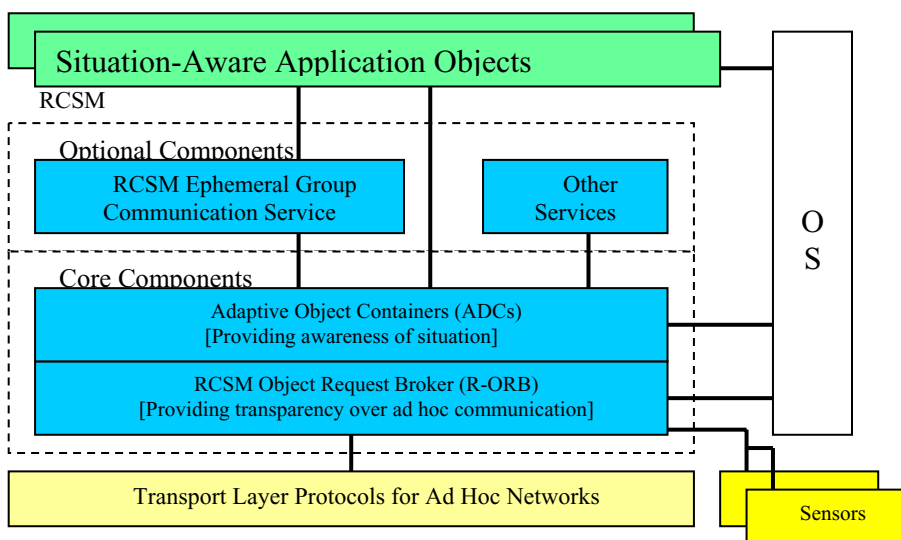 Situation-Aware Application Objects
RCSM
Optional Components
RCSM Ephemeral Group
Communication Service
Other
Services
O
S
Core Components
Adaptive Object Containers (ADCs)
[Providing awareness of situation]
RCSM Object Request Broker (R-ORB)
[Providing transparency over ad hoc communication]
Transport Layer Protocols for Ad Hoc Networks
Sensors